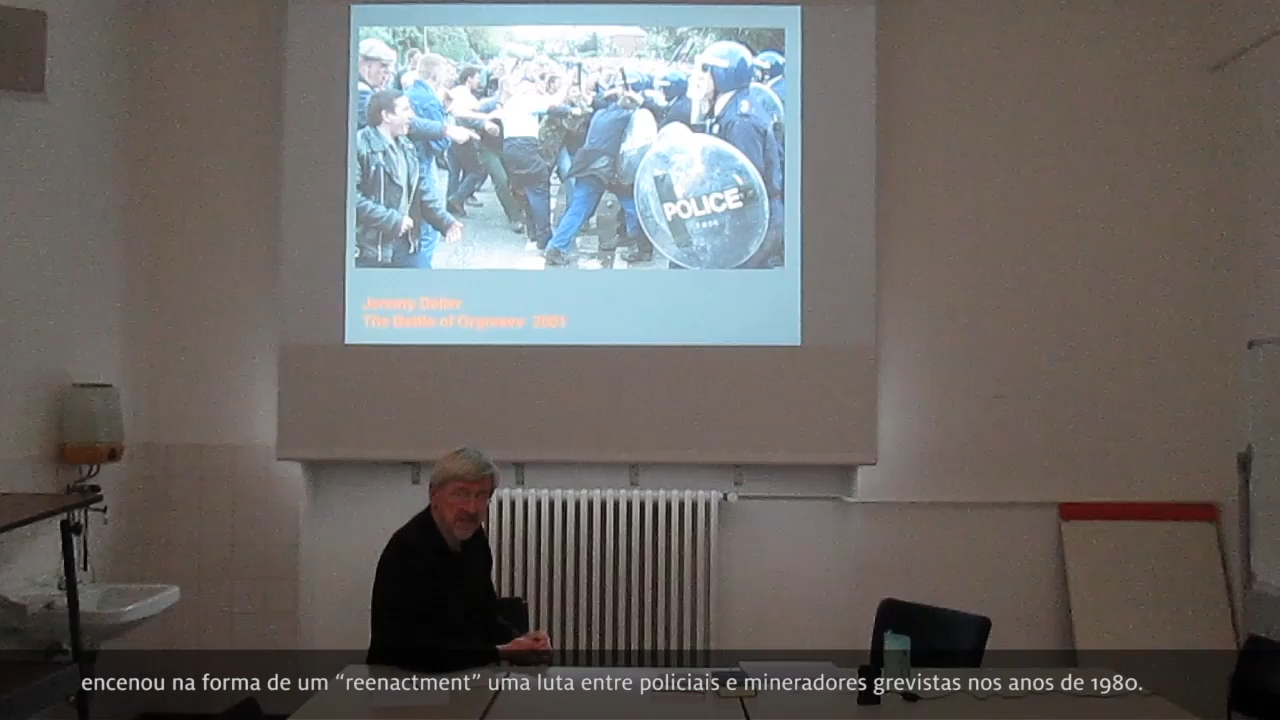 POLICE
Jeremy Deller
The Battle of Orgreave 2001
encenou na forma de um “reenactment” uma luta entre policiais e mineradores grevistas nos anos de 1980.